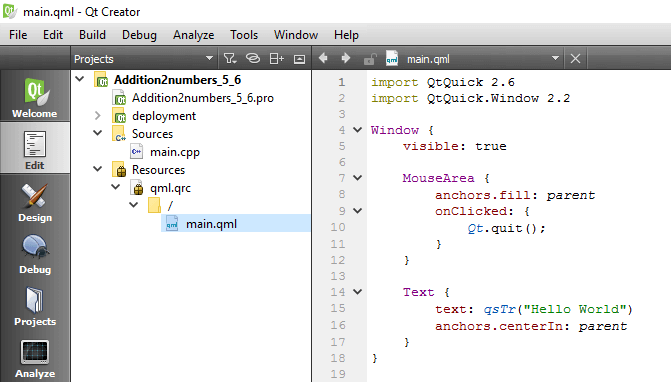 main.qml - Qt Creator
File Edit Build Debug Analyze Tools Window Help
Projects
main.qml
Qt
Welcome
Edit
Design
Debug
Projects
Analyze
Addition2numbers_5_6
Addition2numbers_5_6.pro
deployment
Sources
main.cpp
Resources
qml.qrc
/
main.qml
1 import QtQuick 2.6
2 import QtQuick.Window 2.2
3
4 Window {
5     visible: true
6
7     MouseArea {
8         anchors.fill: parent
9         onClicked: {
10             Qt.quit();
11         }
12     }
13
14     Text {
15         text: qsTr("Hello World")
16         anchors.centerIn: parent
17     }
18 }
19